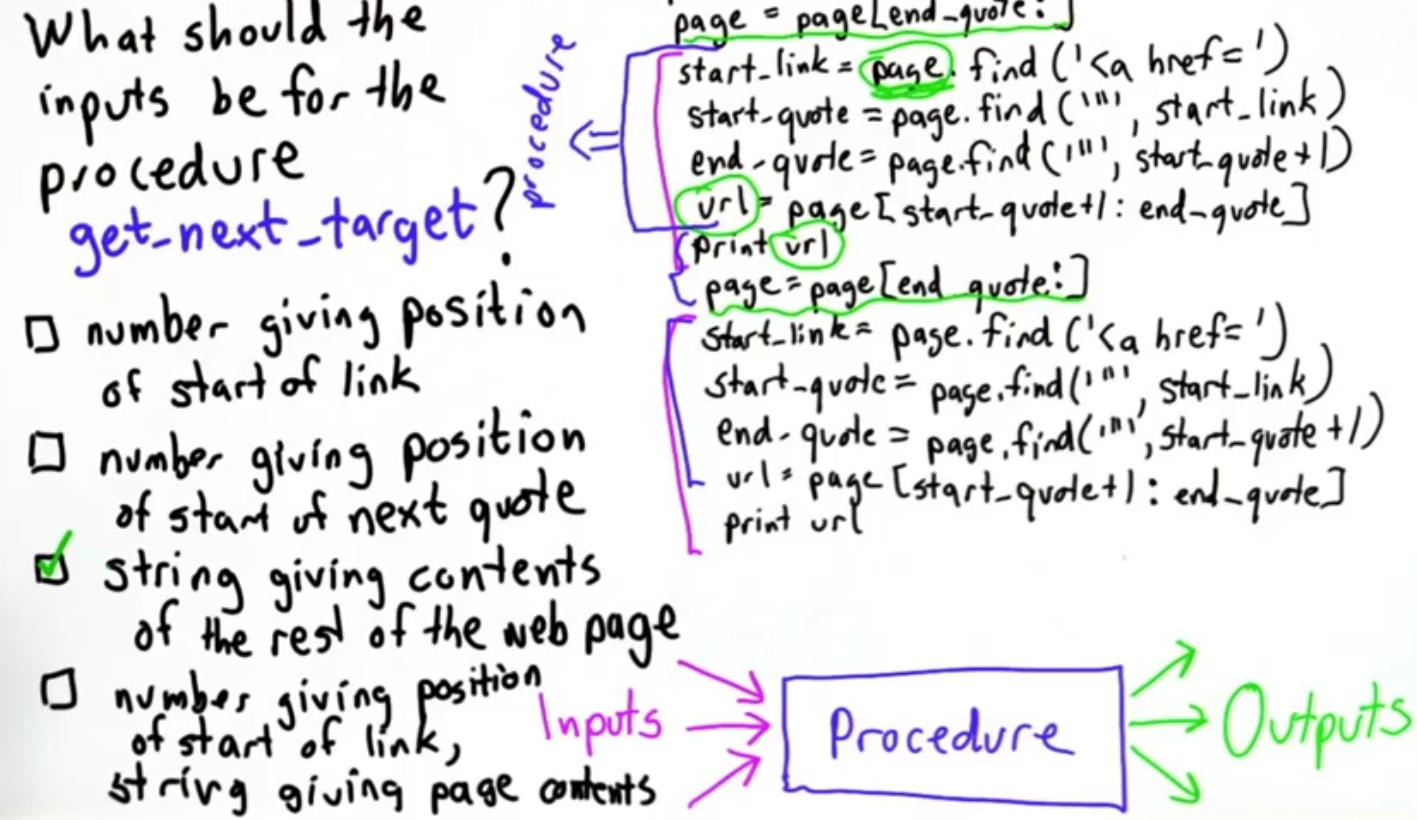 What should the
inputs be for the
procedure
get_next_target?
□ number giving position
of start of link
□ number giving position
of start of next quote
☑ string giving contents
of the rest of the web page
□ number giving position
of start of link,
string giving page contents
procedure
page = page[end_quote:]
start_link = page.find('<a href=')
start_quote = page.find('"', start_link)
end_quote = page.find('"', start_quote+1)
url = page[start_quote+1: end_quote]
print url
page = page[end_quote:]
start_link = page.find('<a href=')
start_quote = page.find('"', start_link)
end_quote = page.find('"', start_quote+1)
url = page[start_quote+1: end_quote]
print url
Inputs
Procedure
Outputs